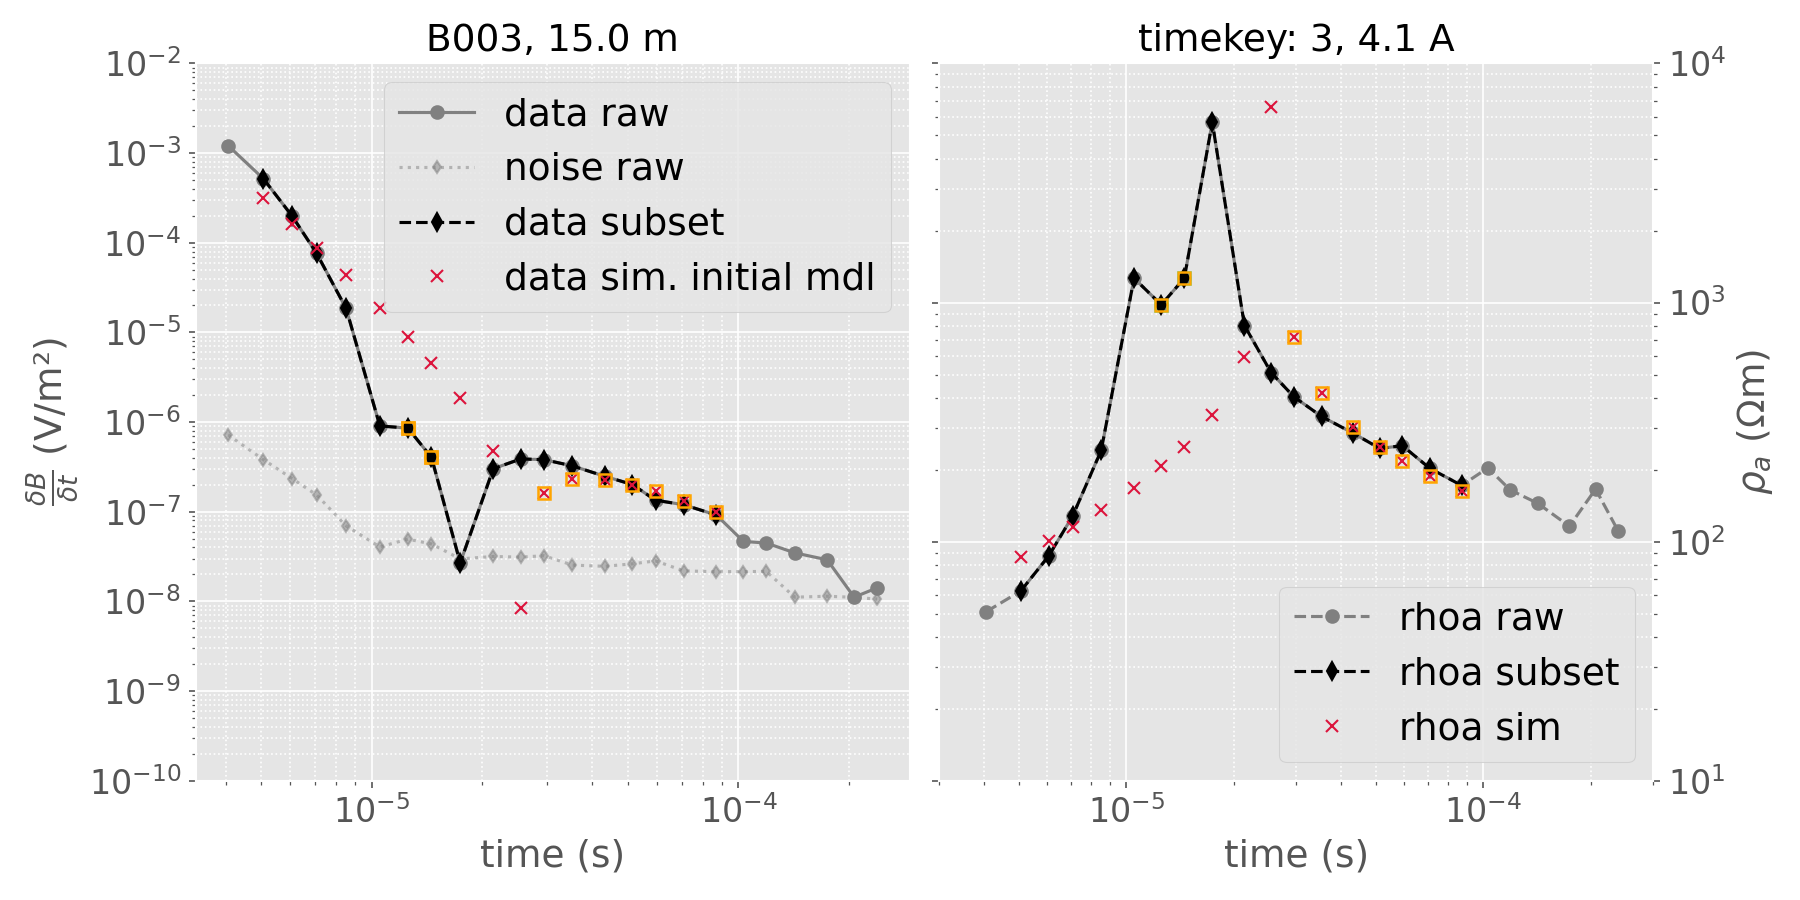 B003, 15.0 m
10⁻²
10⁻³
10⁻⁴
10⁻⁵
10⁻⁶
10⁻⁷
10⁻⁸
10⁻⁹
10⁻¹⁰
δB/δt (V/m²)
data raw
noise raw
data subset
data sim. initial mdl
10⁻⁵ 10⁻⁴
time (s)
timekey: 3, 4.1 A
10⁴
10³
10²
10¹
ρₐ (Ωm)
rhoa raw
rhoa subset
rhoa sim
10⁻⁵ 10⁻⁴
time (s)